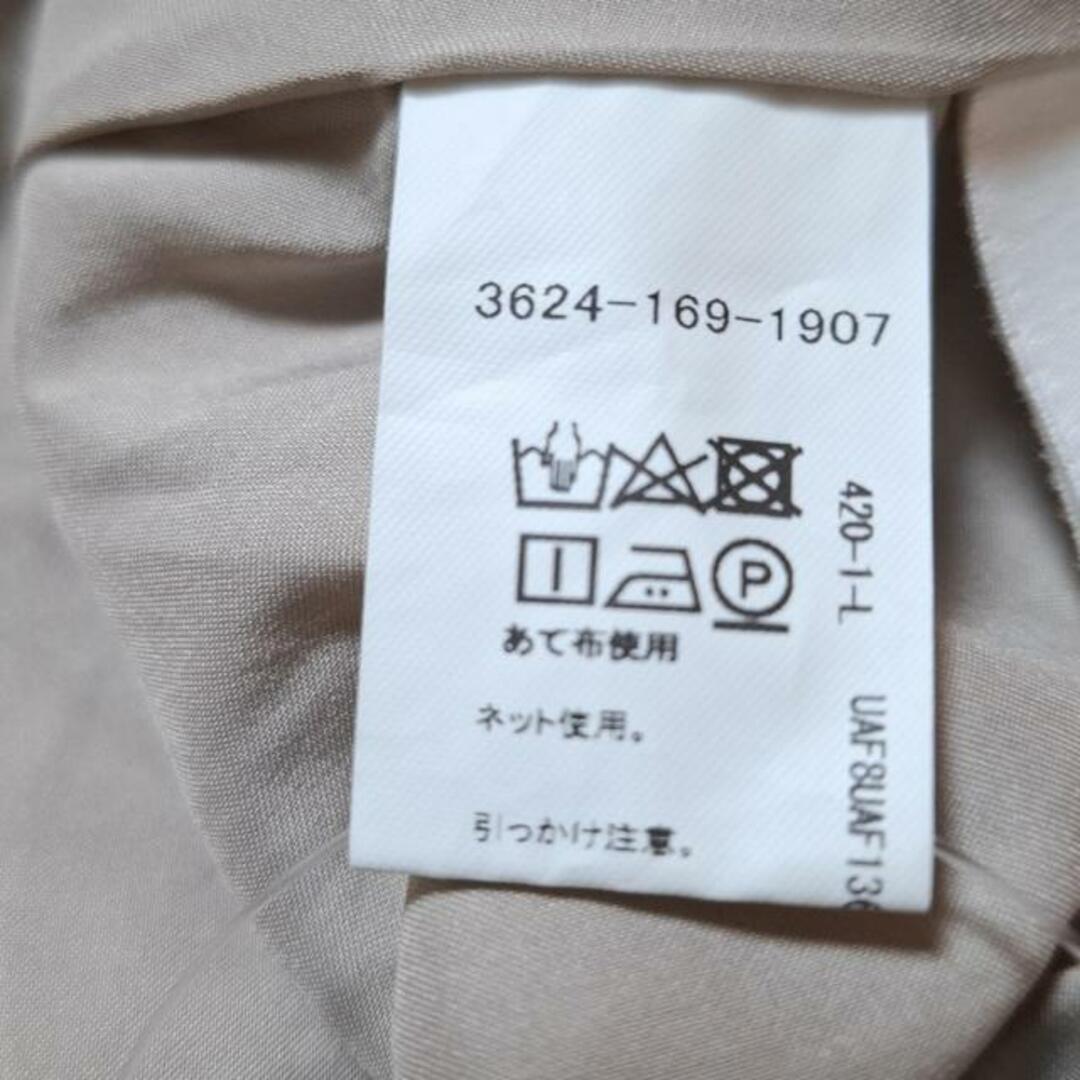 3624-169-1907
P
あて布使用
ネット使用。
引っかけ注意。
420-1-L
UAF8UAF136